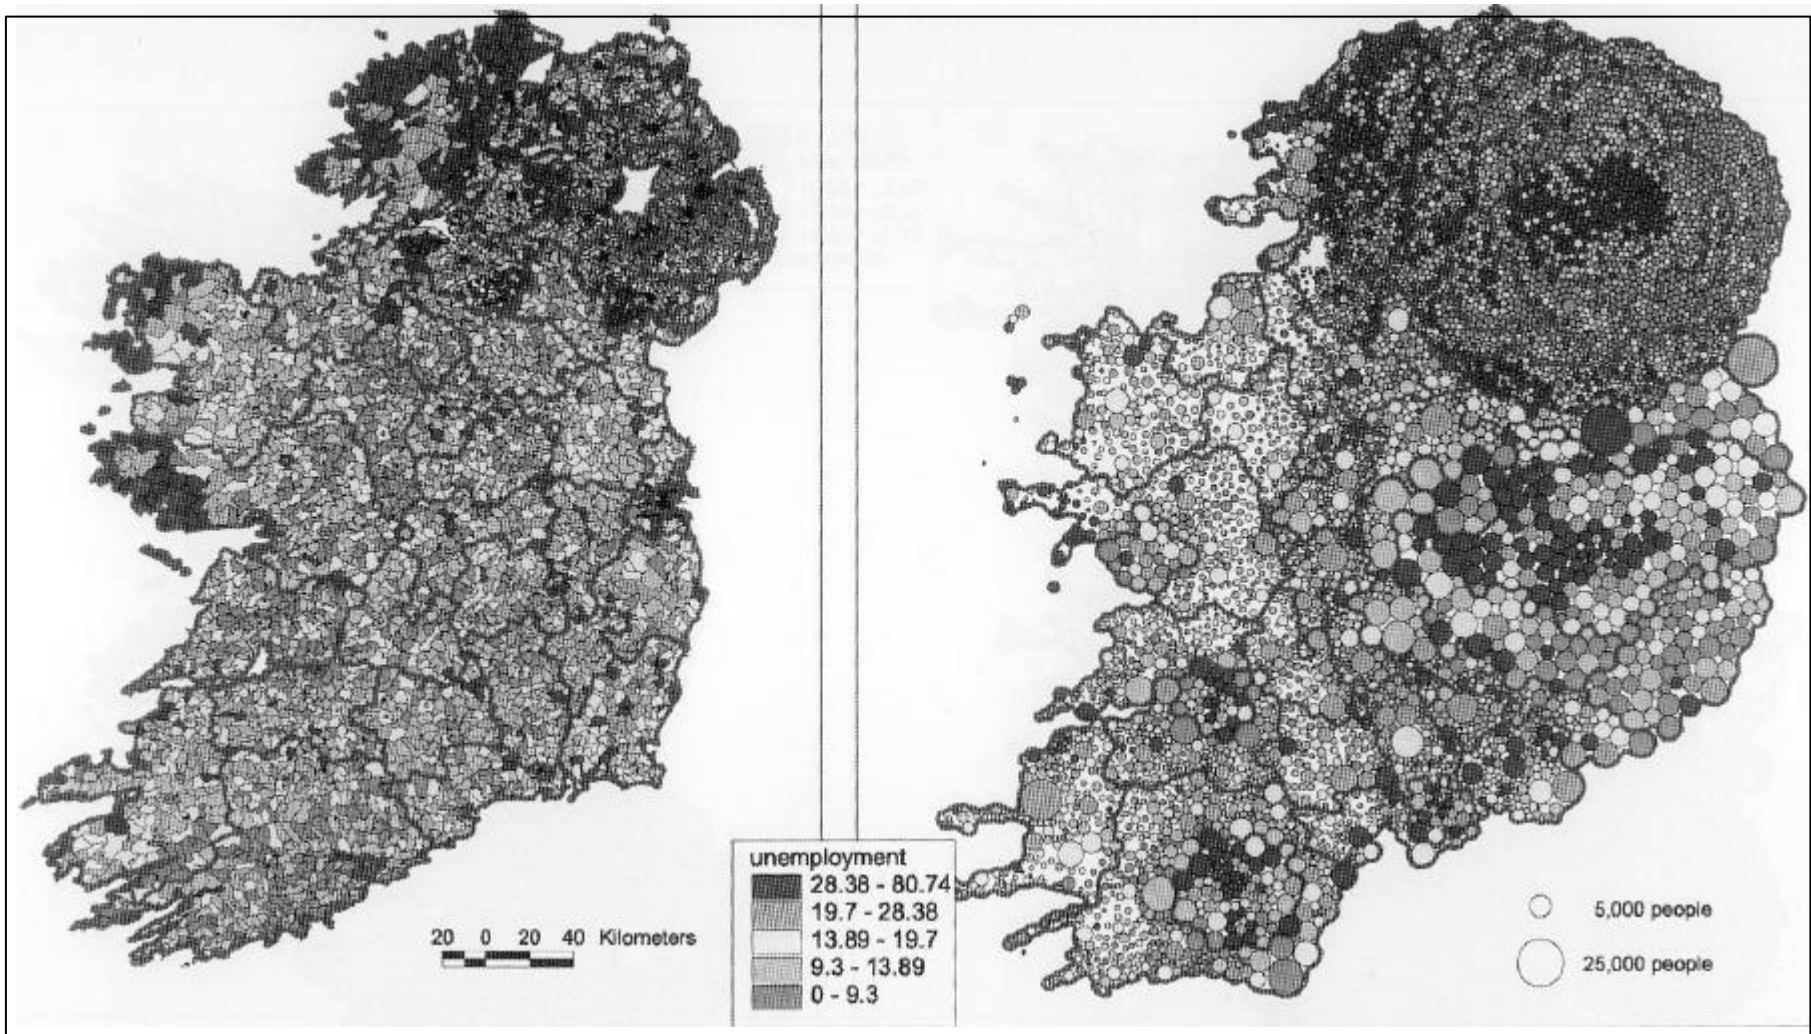 unemployment
28.38 - 80.74
19.7 - 28.38
13.89 - 19.7
9.3 - 13.89
0 - 9.3
20 0 20 40 Kilometers
5,000 people
25,000 people